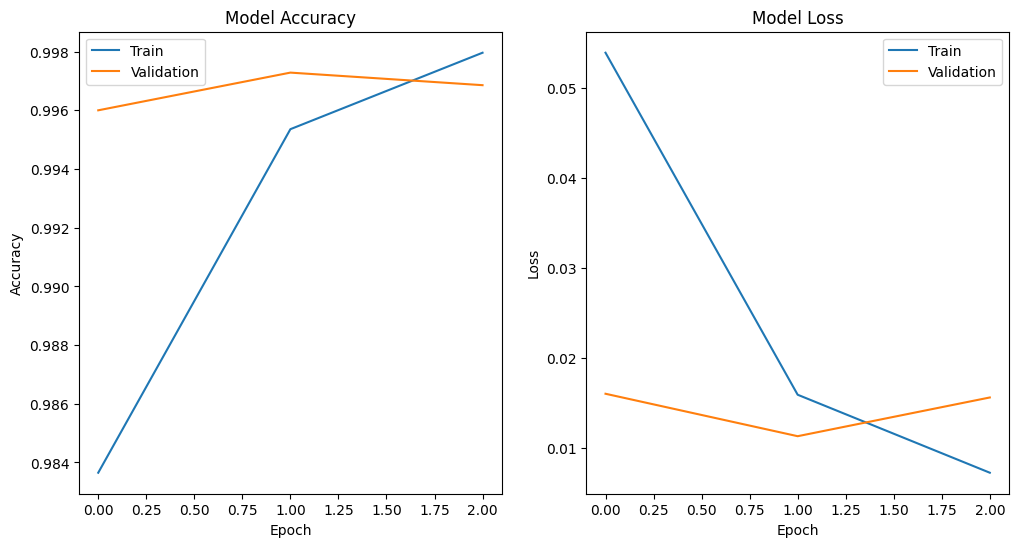 Model Accuracy
Train
Validation
0.998
0.996
0.994
0.992
0.990
0.988
0.986
0.984
Accuracy
0.00 0.25 0.50 0.75 1.00 1.25 1.50 1.75 2.00
Epoch
Model Loss
Train
Validation
0.05
0.04
0.03
0.02
0.01
Loss
0.00 0.25 0.50 0.75 1.00 1.25 1.50 1.75 2.00
Epoch